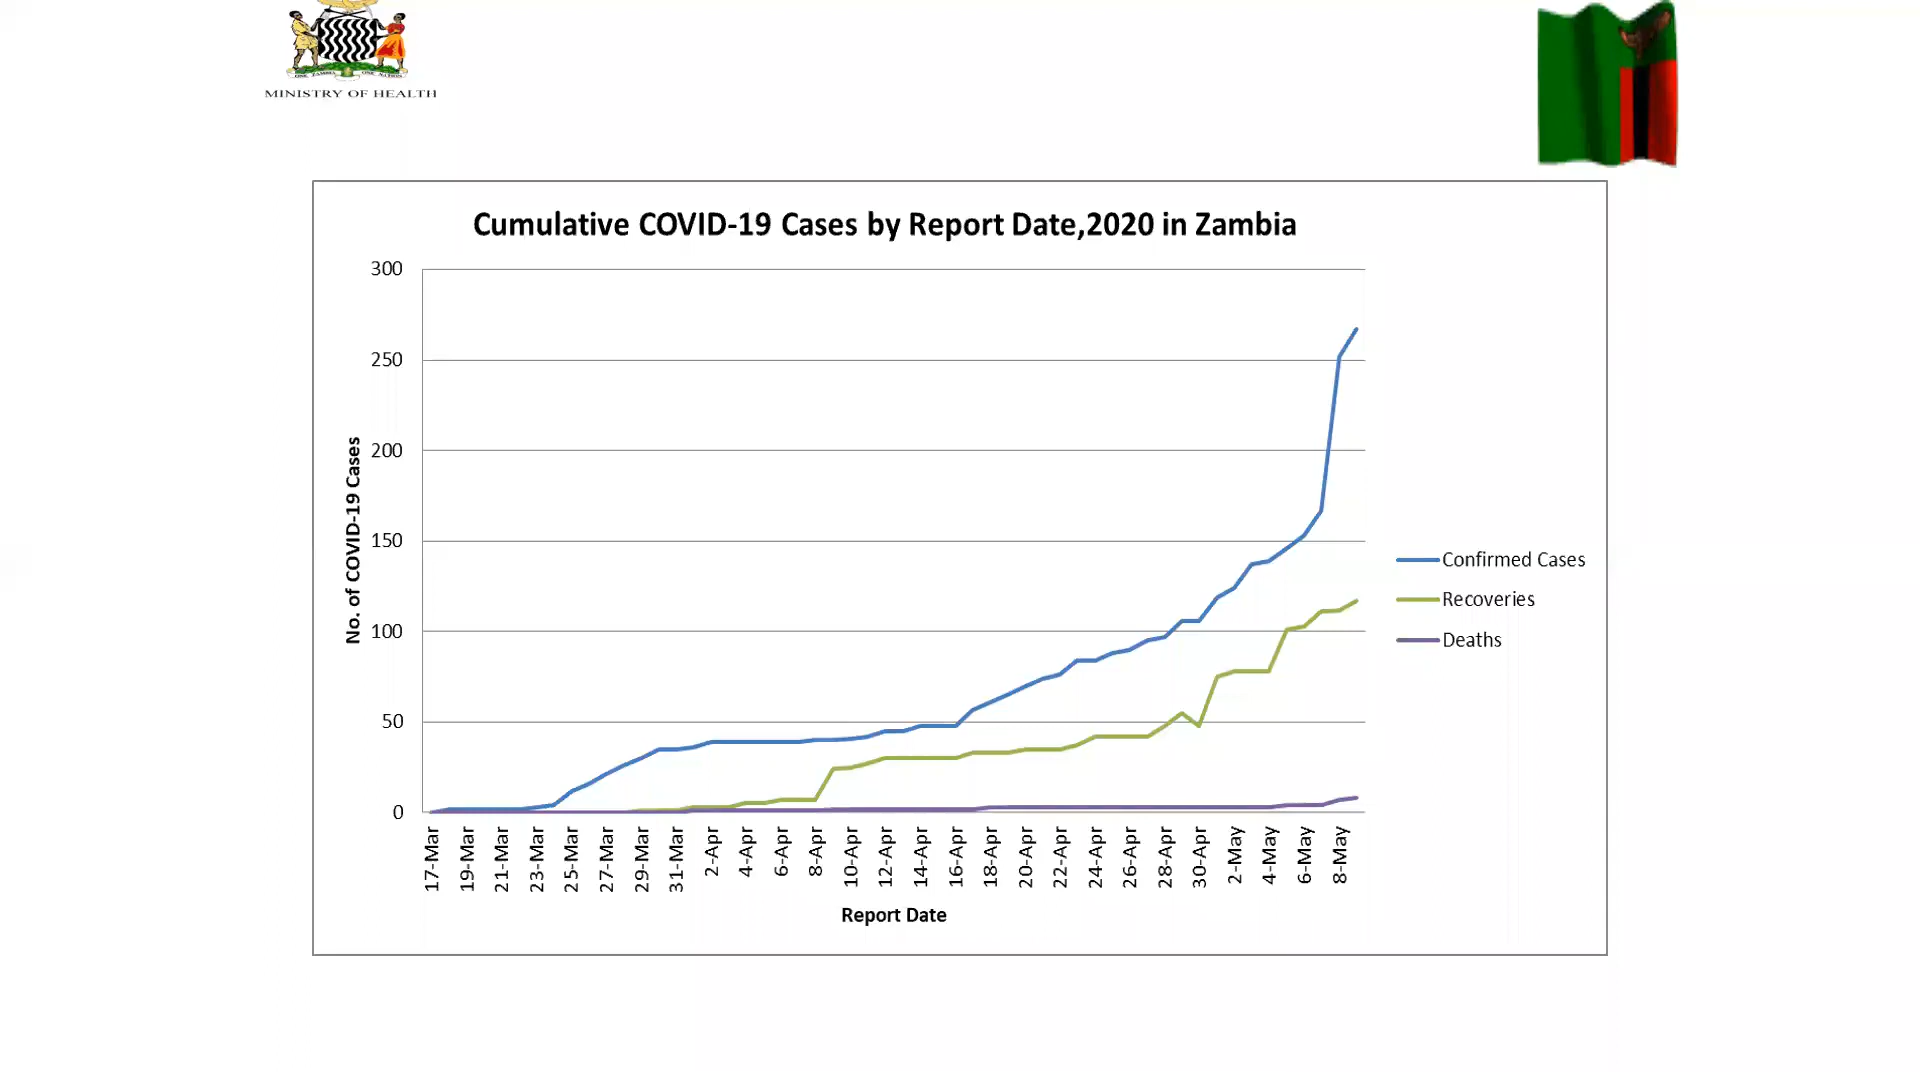 ONE ZAMBIA ONE NATION
MINISTRY OF HEALTH
Cumulative COVID-19 Cases by Report Date,2020 in Zambia
No. of COVID-19 Cases
300
250
200
150
100
50
0
17-Mar
19-Mar
21-Mar
23-Mar
25-Mar
27-Mar
29-Mar
31-Mar
2-Apr
4-Apr
6-Apr
8-Apr
10-Apr
12-Apr
14-Apr
16-Apr
18-Apr
20-Apr
22-Apr
24-Apr
26-Apr
28-Apr
30-Apr
2-May
4-May
6-May
8-May
Report Date
Confirmed Cases
Recoveries
Deaths